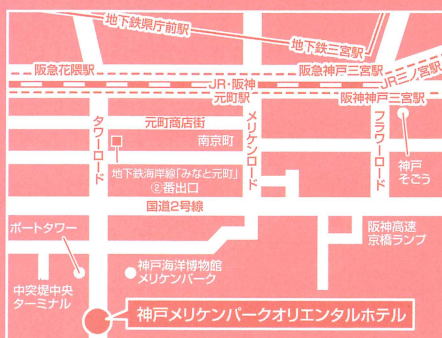 地下鉄県庁前駅
地下鉄三宮駅
阪急花隈駅
阪急神戸三宮駅
JR三ノ宮駅
JR・阪神
元町駅
阪神神戸三宮駅
タワーロード
元町商店街
メリケンロード
フラワーロード
南京町
神戸
そごう
地下鉄海岸線「みなと元町」
②番出口
国道2号線
ポートタワー
阪神高速
京橋ランプ
神戸海洋博物館
メリケンパーク
中突堤中央
ターミナル
神戸メリケンパークオリエンタルホテル